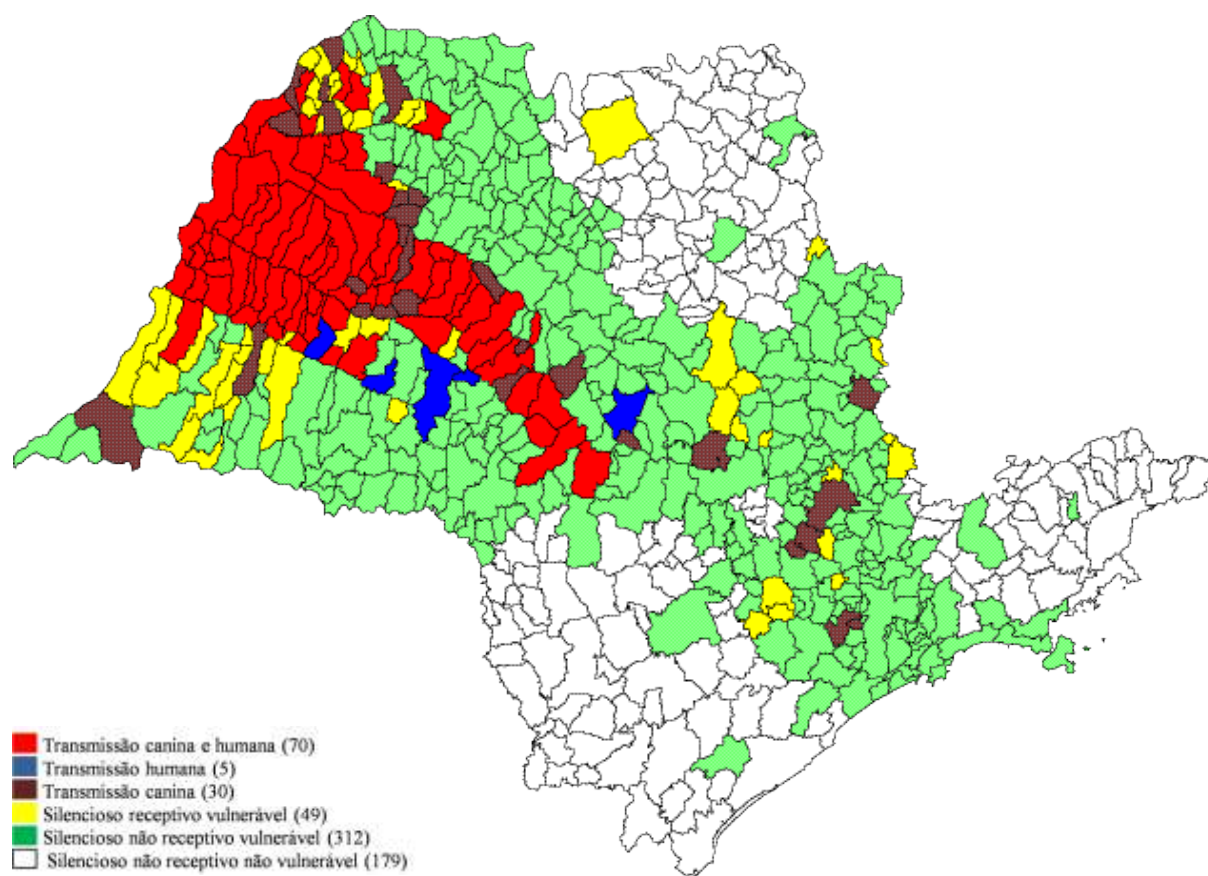 Transmissão canina e humana (70)
Transmissão humana (5)
Transmissão canina (30)
Silencioso receptivo vulnerável (49)
Silencioso não receptivo vulnerável (312)
Silencioso não receptivo não vulnerável (179)